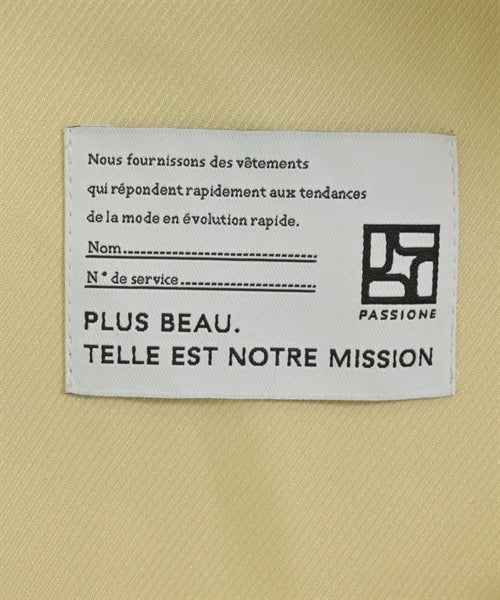 Nous fournissons des vêtements
qui répondent rapidement aux tendances
de la mode en évolution rapide.
Nom.......................................
N° de service............................
PASSIONE
PLUS BEAU.
TELLE EST NOTRE MISSION